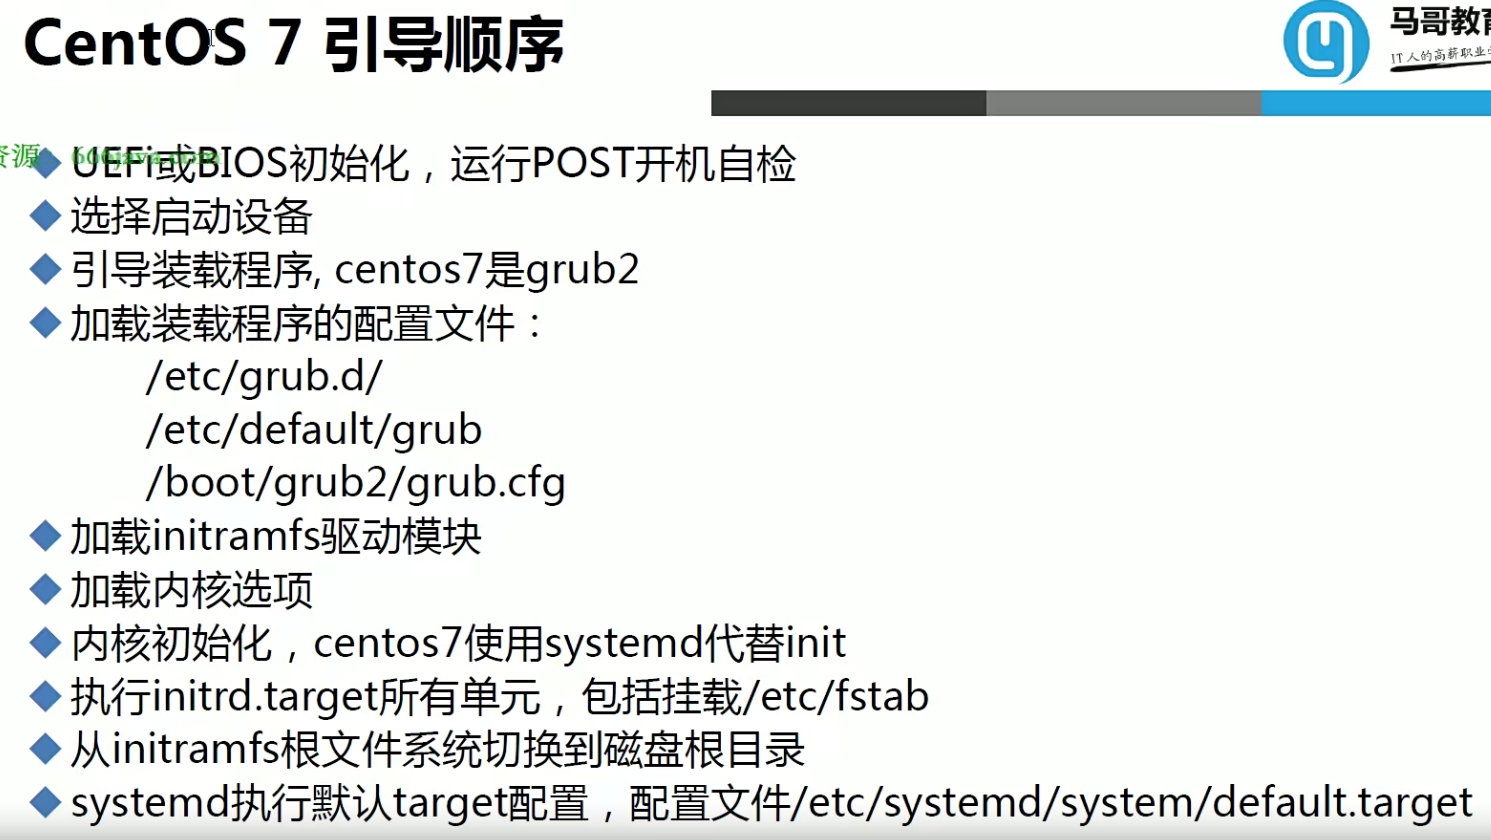 CentOS 7 引导顺序
马哥教育
IT人的高薪职业
资源 666java.com
UEFi或BIOS初始化，运行POST开机自检
选择启动设备
引导装载程序, centos7是grub2
加载装载程序的配置文件：
/etc/grub.d/
/etc/default/grub
/boot/grub2/grub.cfg
加载initramfs驱动模块
加载内核选项
内核初始化，centos7使用systemd代替init
执行initrd.target所有单元，包括挂载/etc/fstab
从initramfs根文件系统切换到磁盘根目录
systemd执行默认target配置，配置文件/etc/systemd/system/default.target